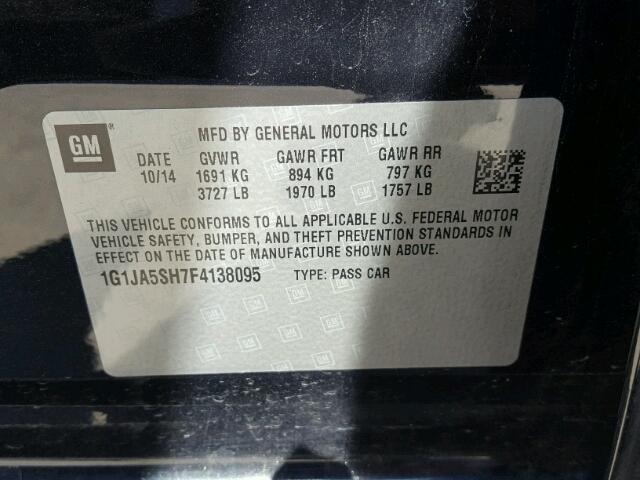 GM ®
MFD BY GENERAL MOTORS LLC
DATE GVWR GAWR FRT GAWR RR
10/14 1691 KG 894 KG 797 KG
3727 LB 1970 LB 1757 LB
THIS VEHICLE CONFORMS TO ALL APPLICABLE U.S. FEDERAL MOTOR
VEHICLE SAFETY, BUMPER, AND THEFT PREVENTION STANDARDS IN
EFFECT ON THE DATE OF MANUFACTURE SHOWN ABOVE.
1G1JA5SH7F4138095 TYPE: PASS CAR